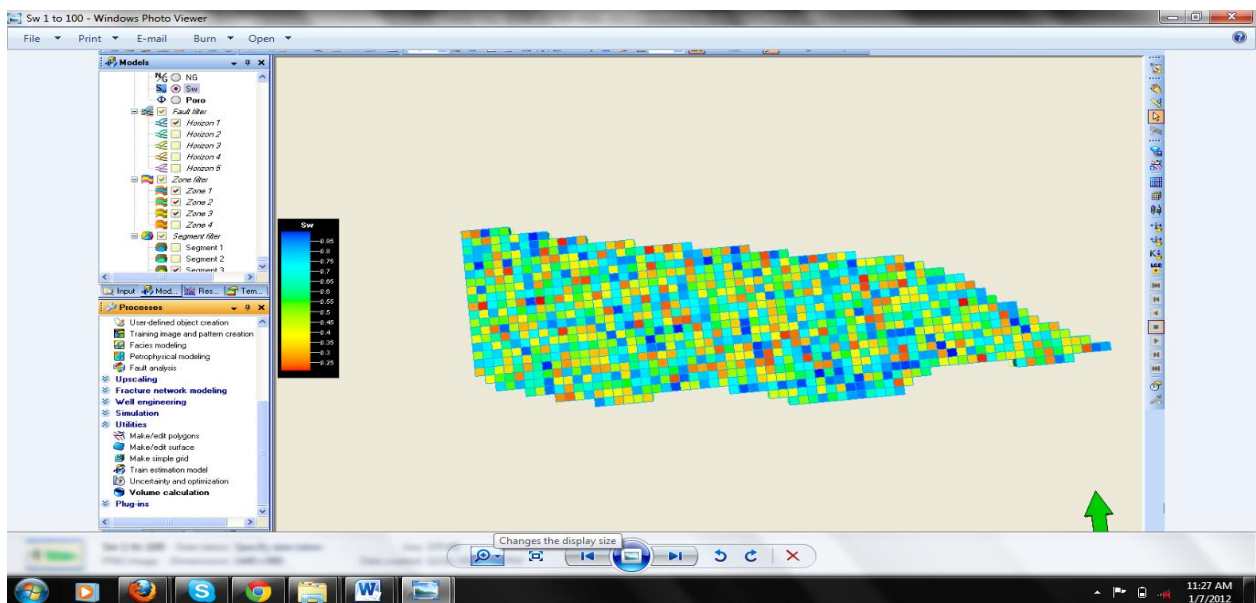 Sw 1 to 100 - Windows Photo Viewer
File Print E-mail Burn Open
Models
N/G NG
Sw
Poro
Fault filter
Horizon 1
Horizon 2
Horizon 3
Horizon 4
Horizon 5
Zone filter
Zone 1
Zone 2
Zone 3
Zone 4
Segment filter
Segment 1
Segment 2
Segment 3
Input Mod... Res... Tem...
Processes
User-defined object creation
Training image and pattern creation
Facies modeling
Petrophysical modeling
Fault analysis
Upscaling
Fracture network modeling
Well engineering
Simulation
Utilities
Make/edit polygons
Make/edit surface
Make simple grid
Train estimation model
Uncertainty and optimization
Volume calculation
Plug-ins
Sw
0.95
0.9
0.75
0.7
0.65
0.6
0.55
0.5
0.45
0.4
0.35
0.3
0.25
Changes the display size
11:27 AM
1/7/2012